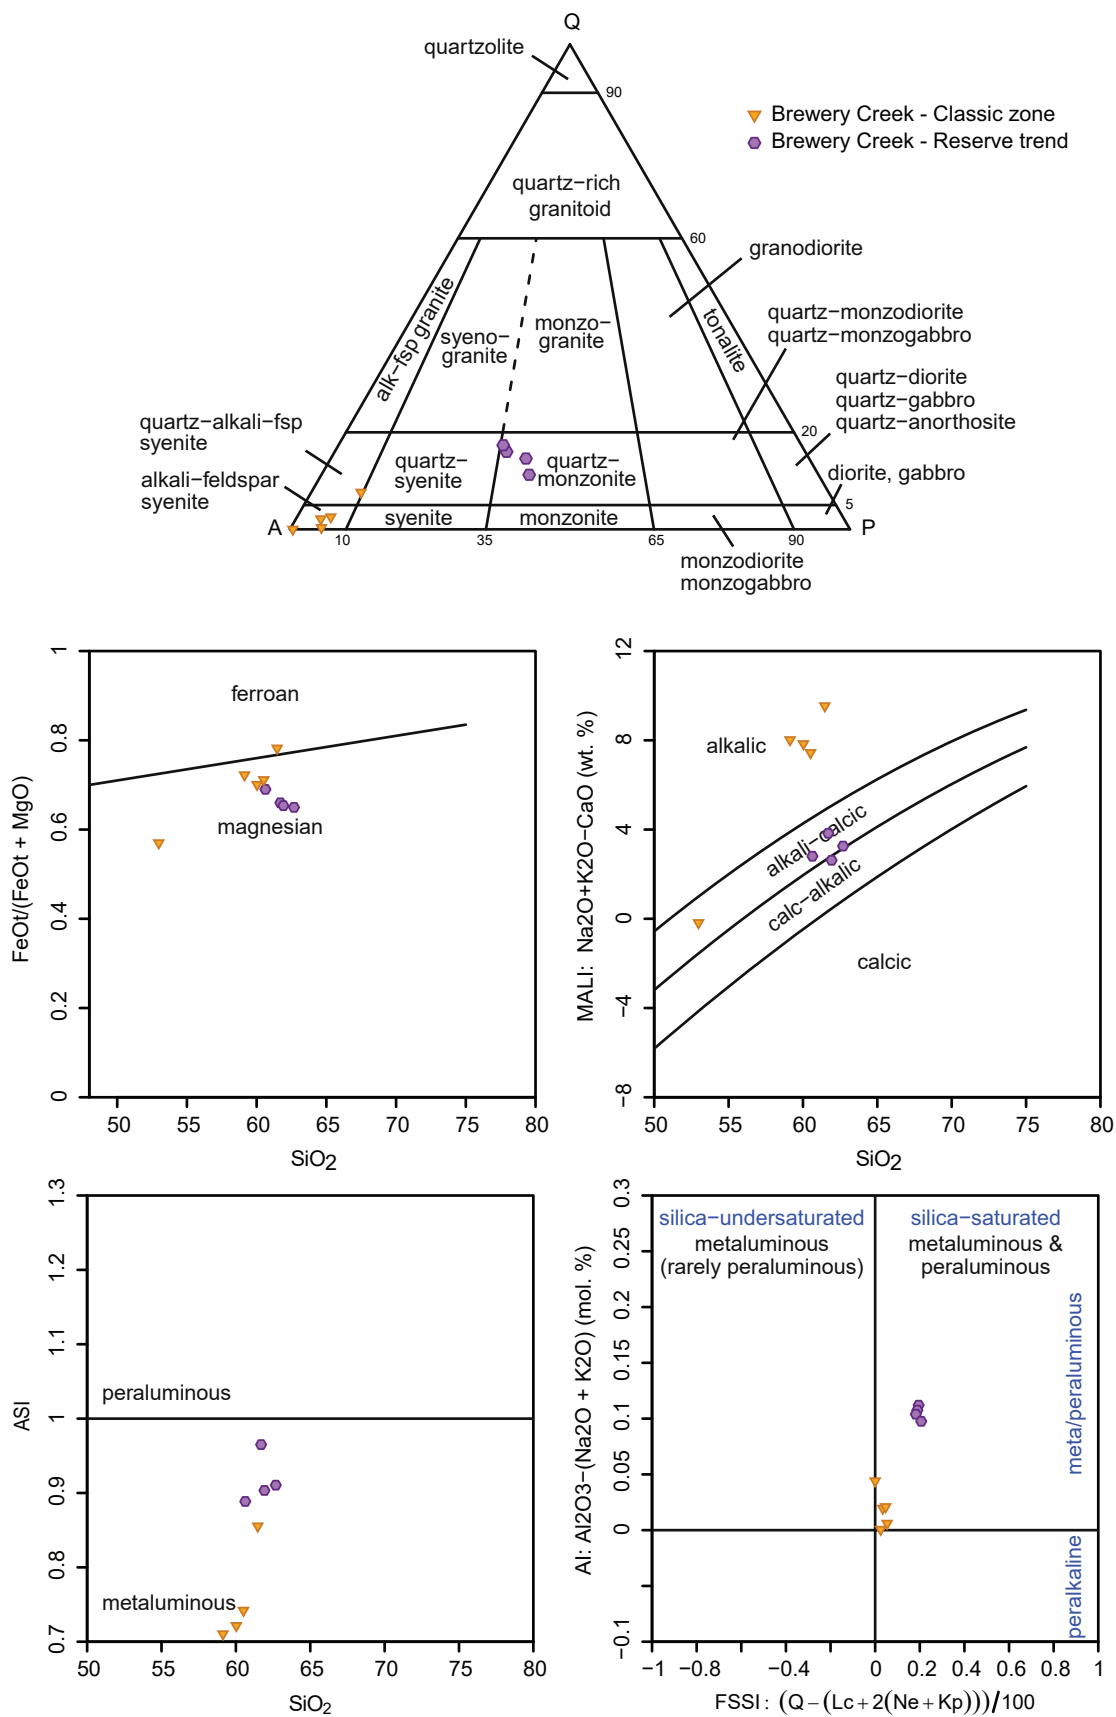 Q
quartzolite
90
Brewery Creek - Classic zone
Brewery Creek - Reserve trend
quartz−rich
granitoid
60
granodiorite
alk−fsp granite
syeno−
granite
monzo−
granite
tonalite
quartz−monzodiorite
quartz−monzogabbro
quartz−diorite
quartz−gabbro
quartz−anorthosite
20
quartz−alkali−fsp
syenite
quartz−
syenite
quartz−
monzonite
diorite, gabbro
alkali−feldspar
syenite
5
A
syenite
monzonite
P
10
35
65
90
monzodiorite
monzogabbro
FeOt/(FeOt + MgO)
1
0.8
0.6
0.4
0.2
0
ferroan
magnesian
50
55
60
65
70
75
80
SiO2
MALI: Na2O+K2O−CaO (wt. %)
12
8
4
0
−4
−8
alkalic
alkali−calcic
calc−alkalic
calcic
50
55
60
65
70
75
80
SiO2
ASI
1.3
1.2
1.1
1
0.9
0.8
0.7
peraluminous
metaluminous
50
55
60
65
70
75
80
SiO2
AI: Al2O3−(Na2O + K2O) (mol. %)
0.3
0.25
0.2
0.15
0.1
0.05
0
−0.1
silica−undersaturated
metaluminous
(rarely peraluminous)
silica−saturated
metaluminous &
peraluminous
meta/peraluminous
peralkaline
−1
−0.8
−0.4
0
0.2
0.4
0.6
0.8
1
FSSI : (Q − (Lc + 2(Ne + Kp)))/100